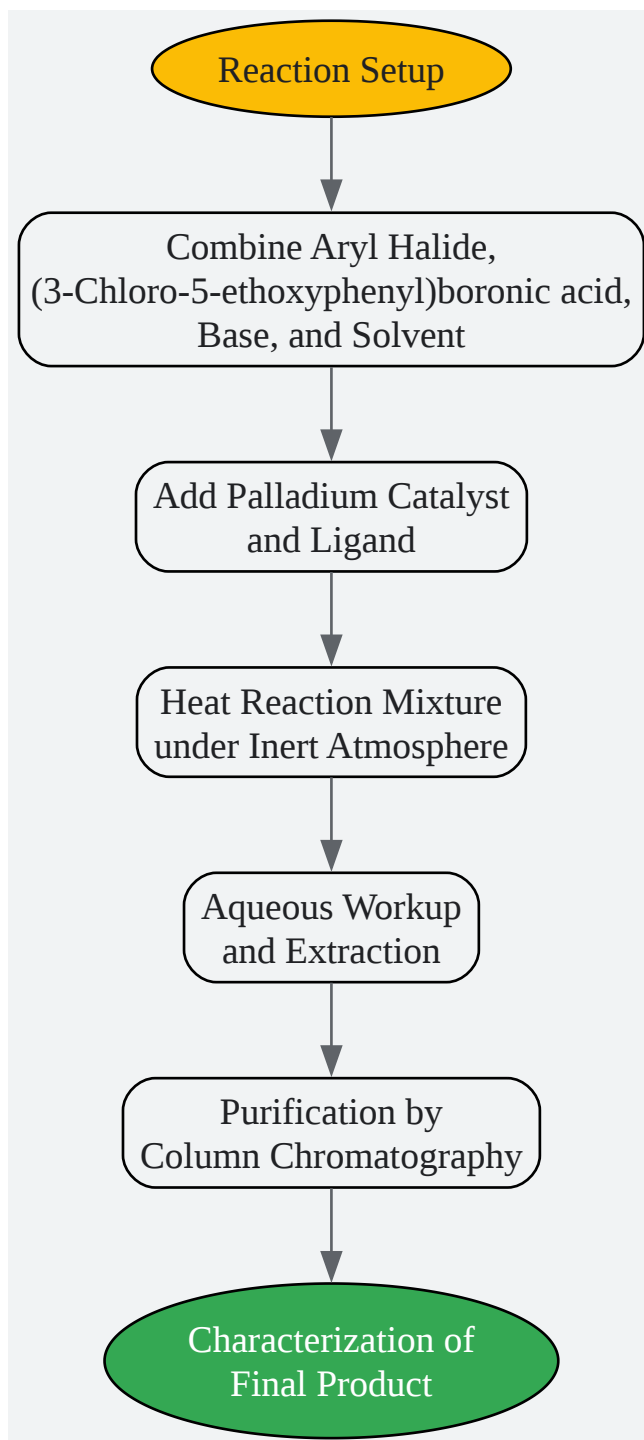 Reaction Setup
Combine Aryl Halide,
(3-Chloro-5-ethoxyphenyl)boronic acid,
Base, and Solvent
Add Palladium Catalyst
and Ligand
Heat Reaction Mixture
under Inert Atmosphere
Aqueous Workup
and Extraction
Purification by
Column Chromatography
Characterization of
Final Product